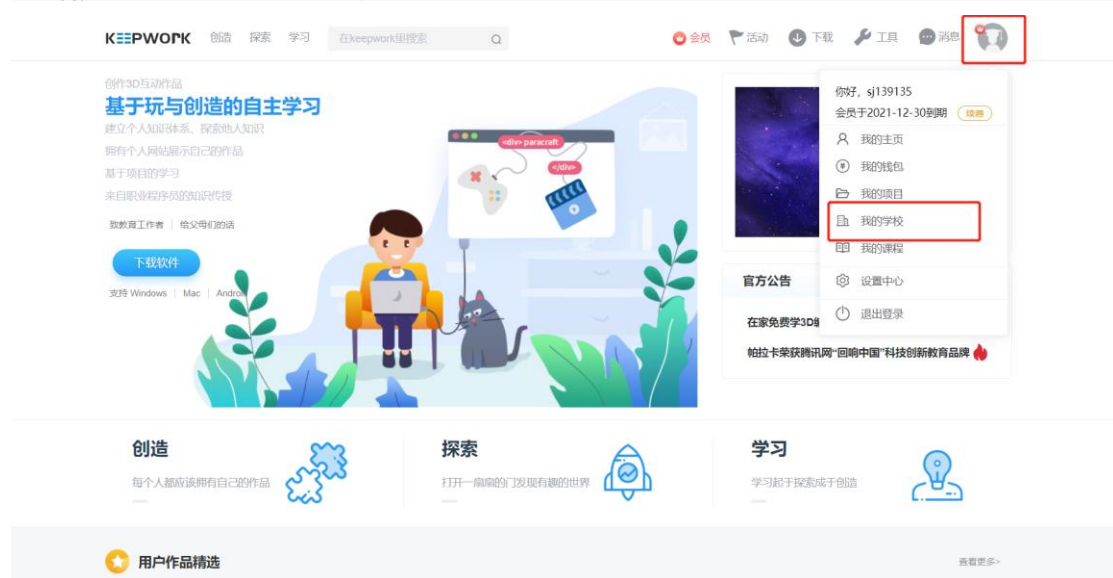 KEEPWORK 创造 探索 学习 在keepwork里搜索 会员 活动 下载 工具 消息
创作3D互动作品
基于玩与创造的自主学习
建立个人知识体系、探索他人知识
拥有个人网站展示自己的作品
基于项目的学习
来自职业程序员的知识传授
致教育工作者 | 给父母们的话
下载软件
支持 Windows | Mac | Android
<div> paracraft
</div>
你好, sj139135
会员于2021-12-30到期 续费
我的主页
我的钱包
我的项目
我的学校
我的课程
设置中心
退出登录
官方公告
在家免费学3D编
帕拉卡荣获腾讯网“回响中国”科技创新教育品牌
创造
每个人都应该拥有自己的作品
探索
打开一扇扇的门发现有趣的世界
学习
学习起于探索成于创造
用户作品精选
查看更多>